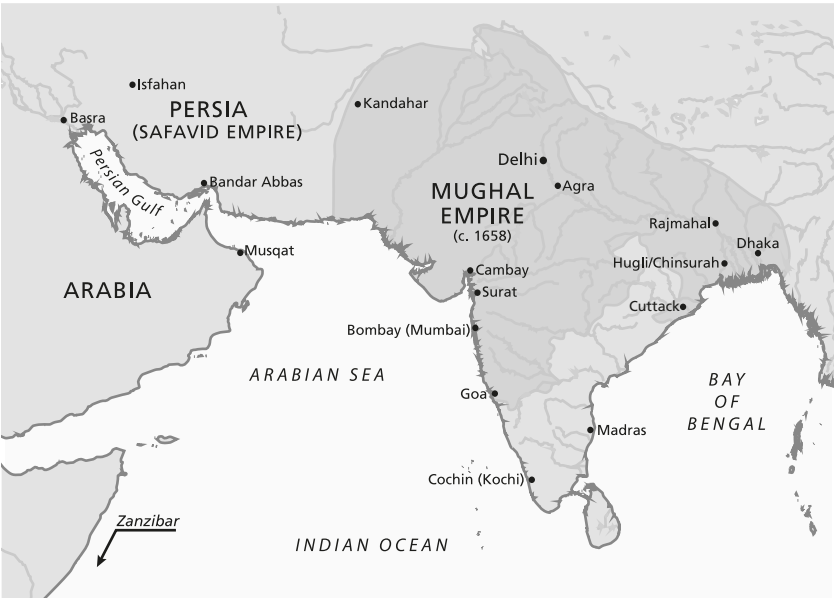 Isfahan
PERSIA
(SAFAVID EMPIRE)
Basra
Kandahar
Persian Gulf
Bandar Abbas
Delhi
Agra
MUGHAL
EMPIRE
(c. 1658)
Rajmahal
Dhaka
Hugli/Chinsurah
Musqat
Cambay
Surat
ARABIA
Cuttack
Bombay (Mumbai)
ARABIAN SEA
Goa
BAY
OF
BENGAL
Madras
Cochin (Kochi)
Zanzibar
INDIAN OCEAN